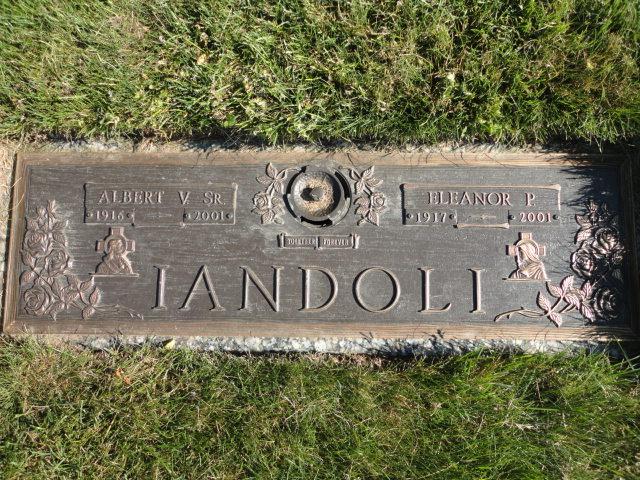 ALBERT V. SR.
1916 2001
ELEANOR P.
1917 2001
TOGETHER FOREVER
IANDOLI